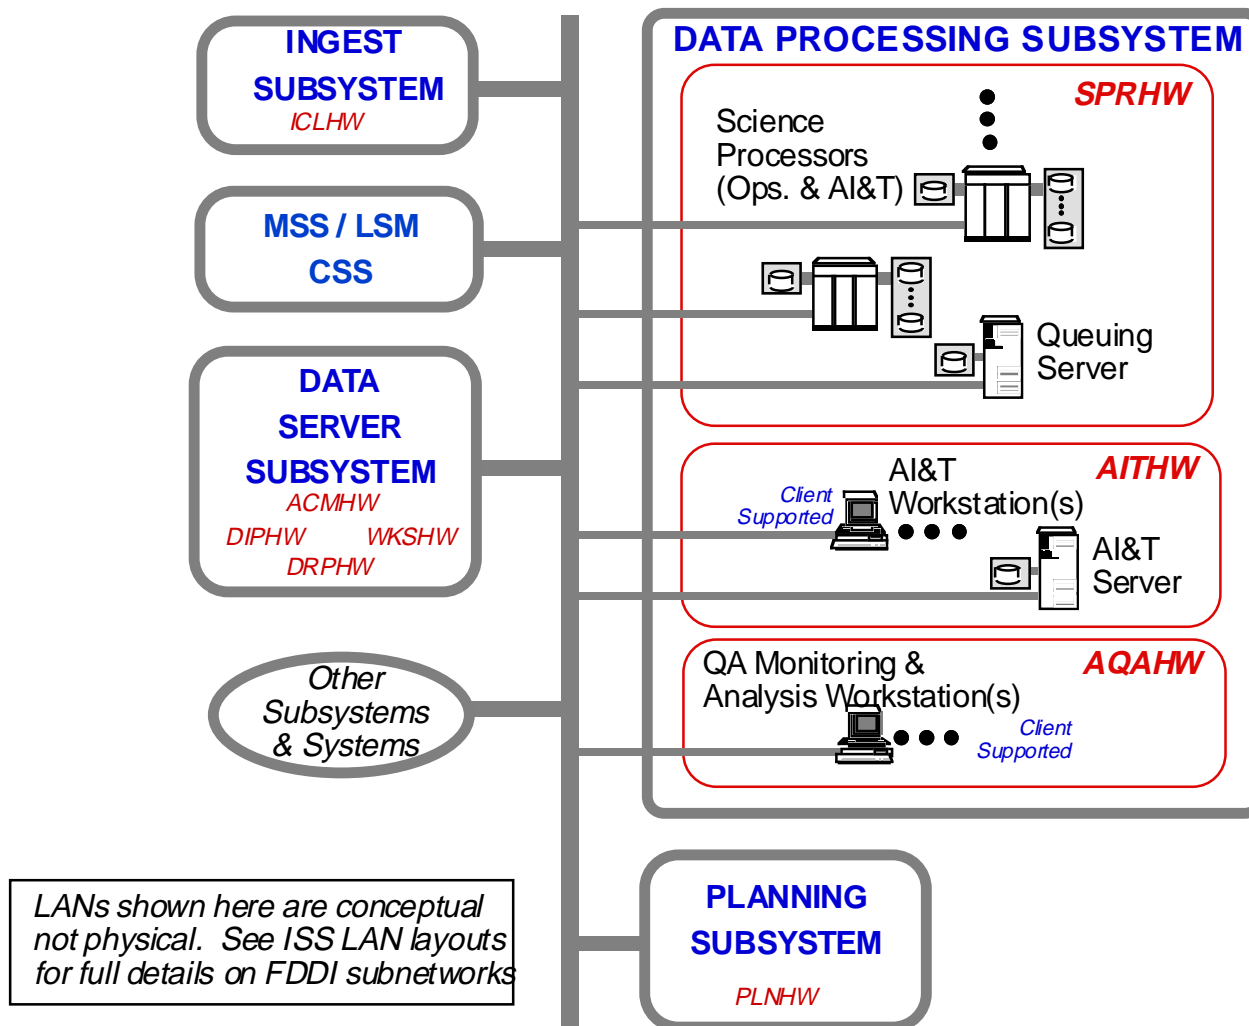 INGEST
SUBSYSTEM
ICLHW
MSS / LSM
CSS
DATA
SERVER
SUBSYSTEM
ACMHW
DIPHW WKSHW
DRPHW
Other
Subsystems
& Systems
LANs shown here are conceptual
not physical. See ISS LAN layouts
for full details on FDDI subnetworks
DATA PROCESSING SUBSYSTEM
SPRHW
Science
Processors
(Ops. & AI&T)
Queuing
Server
AITHW
AI&T
Workstation(s)
Client
Supported
AI&T
Server
AQAHW
QA Monitoring &
Analysis Workstation(s)
Client
Supported
PLANNING
SUBSYSTEM
PLNHW